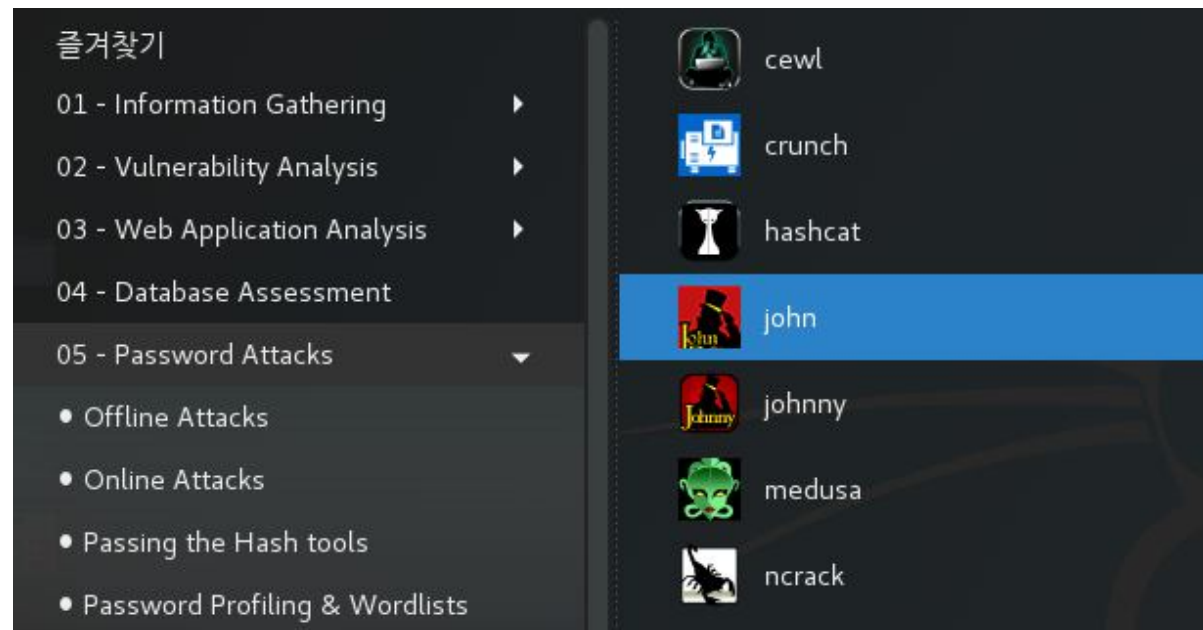 즐겨찾기
01 - Information Gathering
02 - Vulnerability Analysis
03 - Web Application Analysis
04 - Database Assessment
05 - Password Attacks
• Offline Attacks
• Online Attacks
• Passing the Hash tools
• Password Profiling & Wordlists
cewl
crunch
hashcat
john
johnny
medusa
ncrack